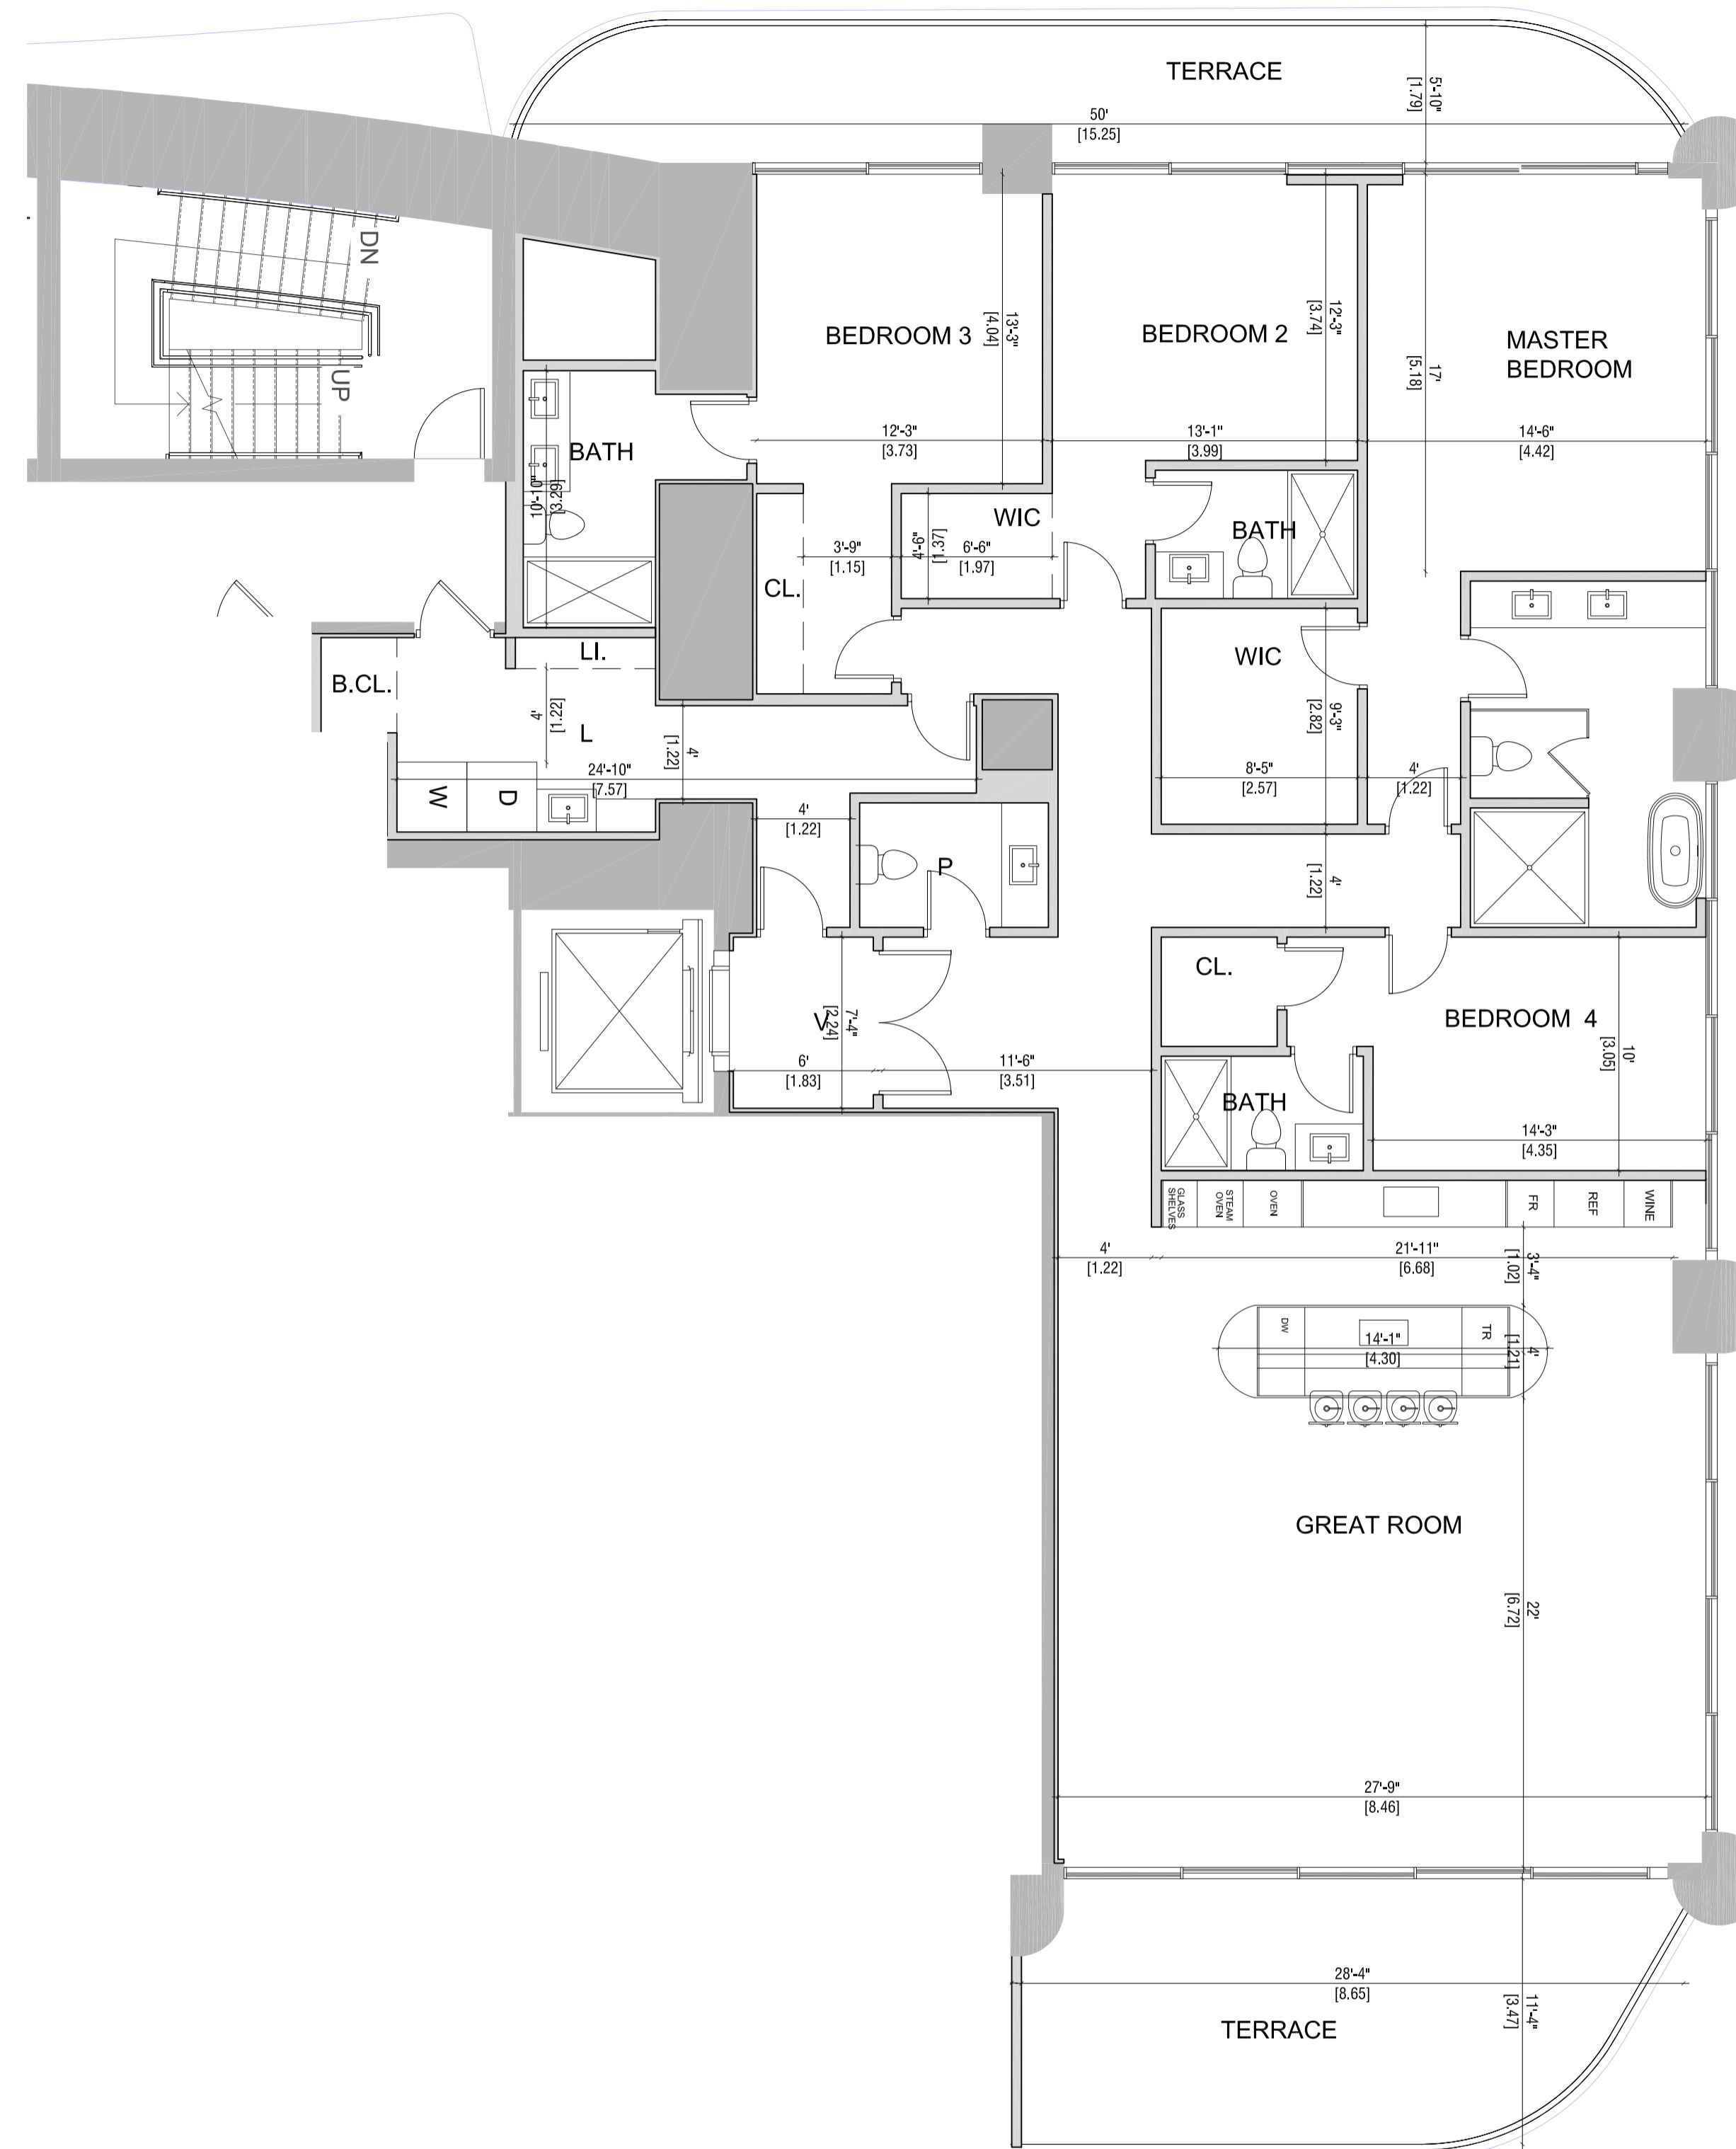 TERRACE
5'-10"
[1.79]
50'
[15.25]
DN
UP
BEDROOM 3
13'-3"
[4.04]
BEDROOM 2
12'-3"
[3.74]
MASTER
BEDROOM
17'
[5.18]
12'-3"
[3.73]
13'-1"
[3.99]
14'-6"
[4.42]
BATH
10'-10"
[3.29]
WIC
4'-6"
[1.37]
6'-6"
[1.97]
3'-9"
[1.15]
CL.
BATH
LI.
B.CL.
4'
[1.22]
L
4'
[1.22]
24'-10"
[7.57]
W
D
WIC
9'-3"
[2.82]
8'-5"
[2.57]
4'
[1.22]
4'
[1.22]
P
4'
[1.22]
CL.
V
7'-4"
[2.24]
6'
[1.83]
11'-6"
[3.51]
BEDROOM 4
10'
[3.05]
BATH
14'-3"
[4.35]
GLASS
SHELVES
STEAM
OVEN
OVEN
FR
REF
WINE
4'
[1.22]
21'-11"
[6.68]
3'-4"
[1.02]
DW
14'-1"
[4.30]
TR
4'
[1.21]
GREAT ROOM
22'
[6.72]
27'-9"
[8.46]
28'-4"
[8.65]
11'-4"
[3.47]
TERRACE